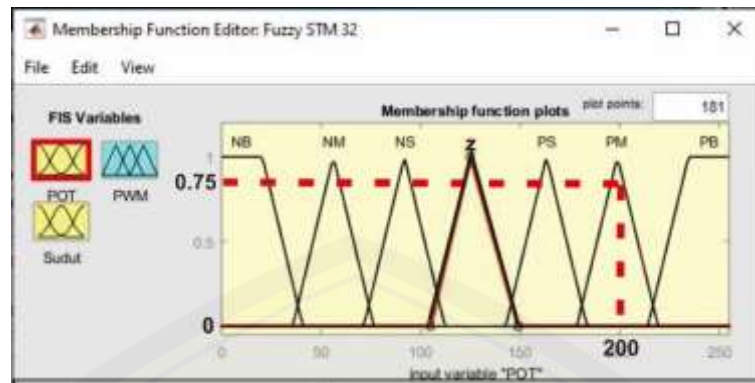 Membership Function Editor: Fuzzy STM 32
File Edit View
FIS Variables
POT
PWM
Sudut
Membership function plots
plot points:
181
NB
NM
NS
Z
PS
PM
PB
1
0.75
0.5
0
0
50
100
150
200
250
input variable "POT"